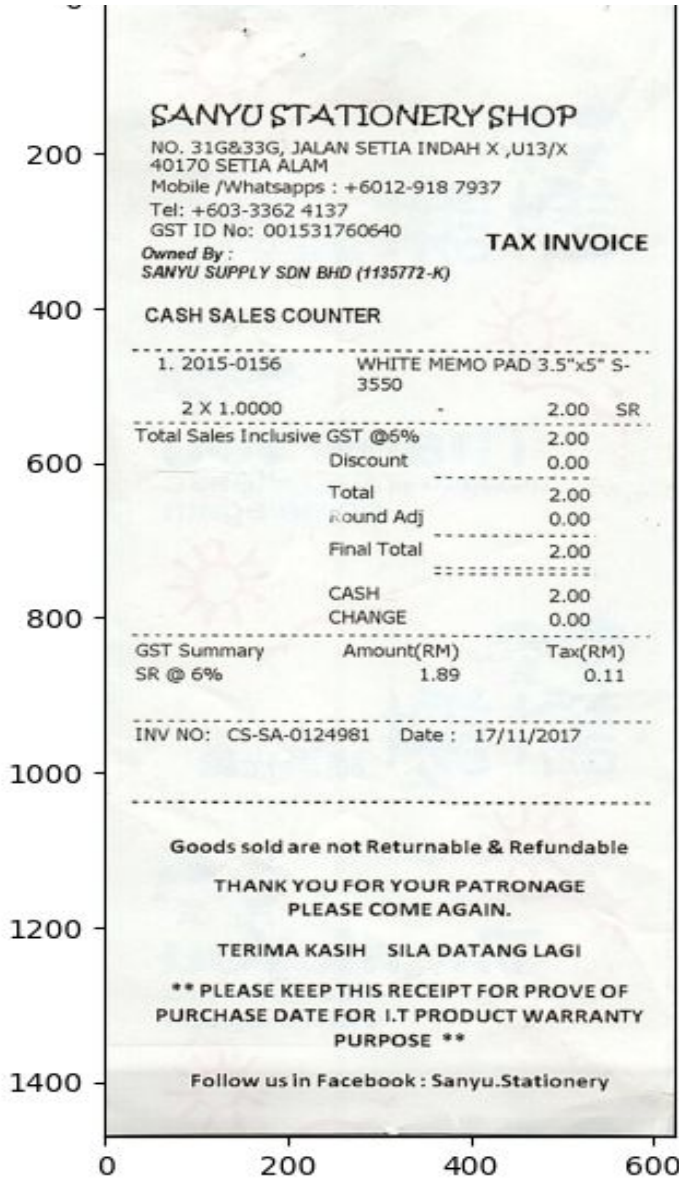 SANYU STATIONERY SHOP
NO. 31G&33G, JALAN SETIA INDAH X ,U13/X
40170 SETIA ALAM
Mobile /Whatsapps : +6012-918 7937
Tel: +603-3362 4137
GST ID No: 001531760640
TAX INVOICE
Owned By :
SANYU SUPPLY SDN BHD (1135772-K)
CASH SALES COUNTER
1. 2015-0156 WHITE MEMO PAD 3.5"x5" S-
3550
2 X 1.0000 - 2.00 SR
Total Sales Inclusive GST @6% 2.00
Discount 0.00
Total 2.00
Round Adj 0.00
Final Total 2.00
CASH 2.00
CHANGE 0.00
GST Summary Amount(RM) Tax(RM)
SR @ 6% 1.89 0.11
INV NO: CS-SA-0124981 Date : 17/11/2017
Goods sold are not Returnable & Refundable
THANK YOU FOR YOUR PATRONAGE
PLEASE COME AGAIN.
TERIMA KASIH SILA DATANG LAGI
** PLEASE KEEP THIS RECEIPT FOR PROVE OF
PURCHASE DATE FOR I.T PRODUCT WARRANTY
PURPOSE **
Follow us in Facebook : Sanyu.Stationery
200
400
600
800
1000
1200
1400
0 200 400 600